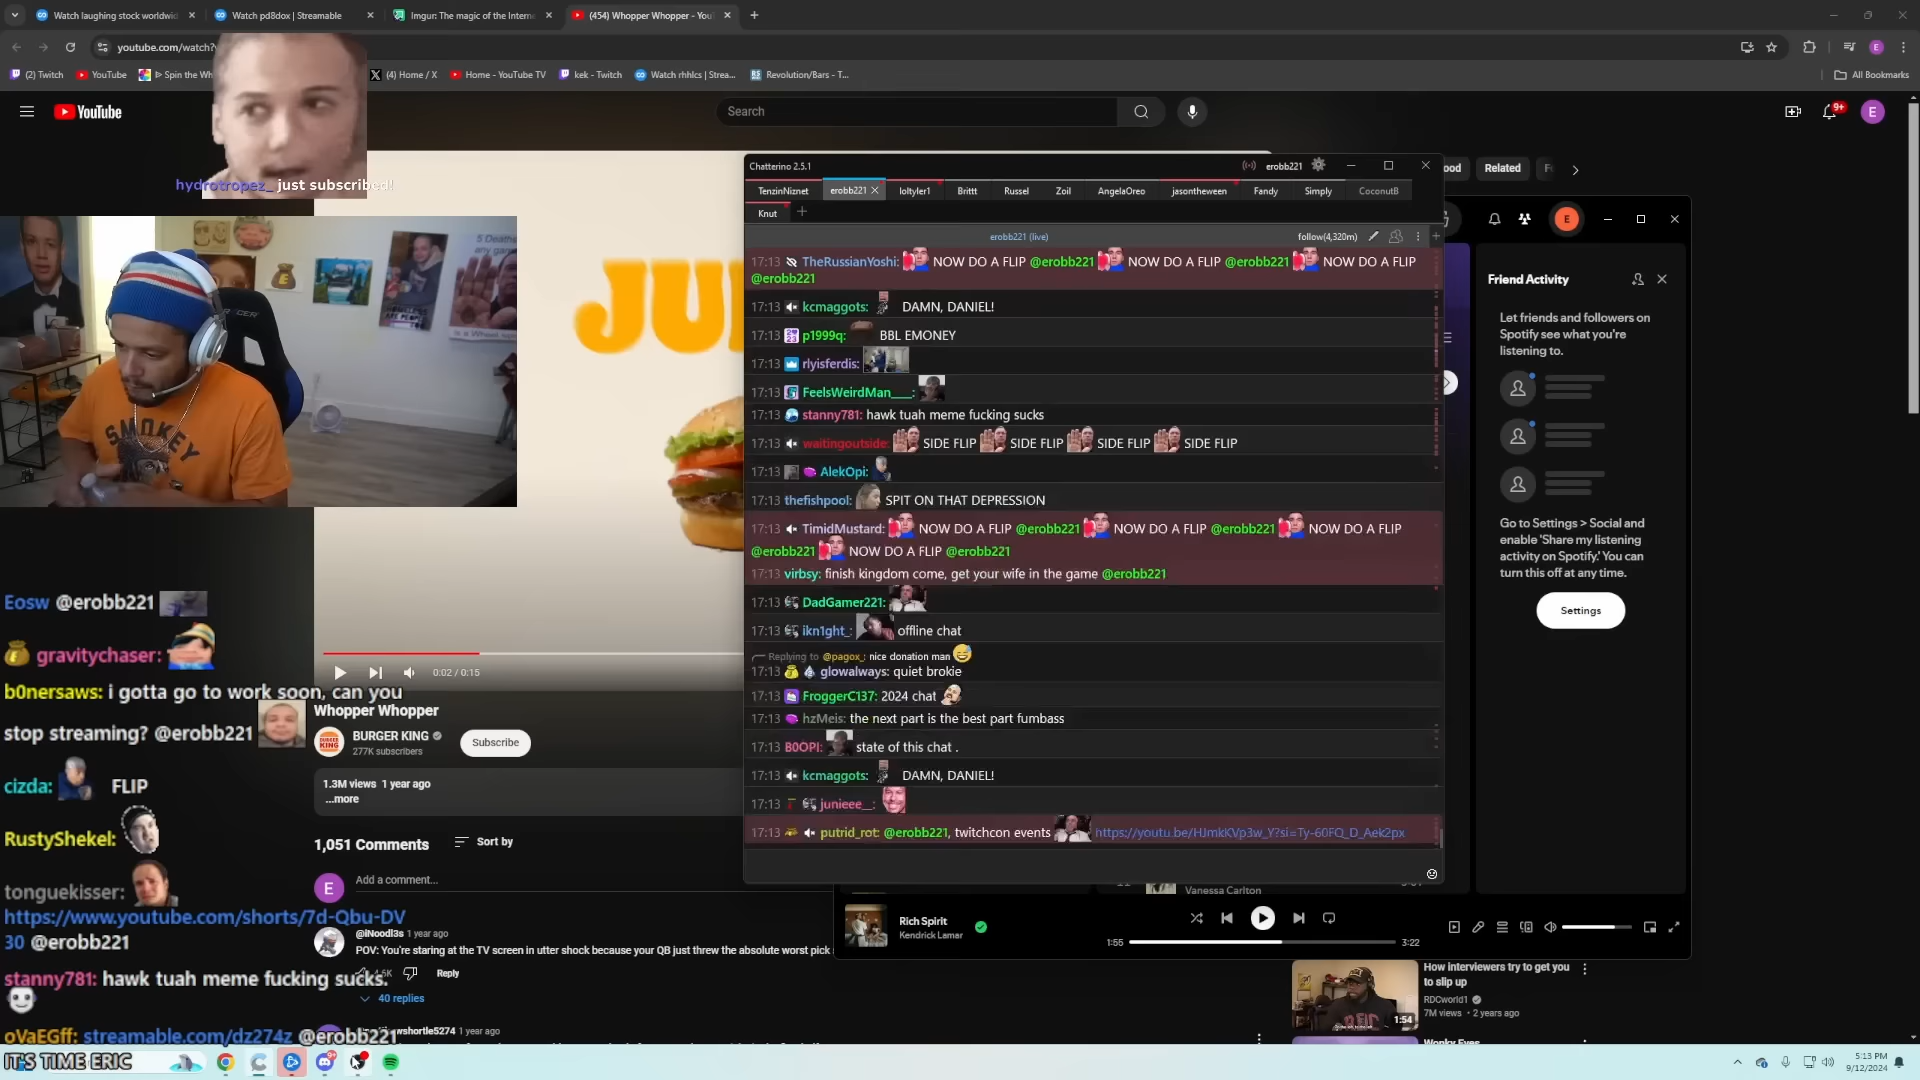 Watch laughing stock worldwid
Watch pd8dox | Streamable
Imgur: The magic of the Interne
(454) Whopper Whopper - You
youtube.com/watch?v
(2) Twitch
YouTube
Spin the Wh
(4) Home / X
Home - YouTube TV
kek - Twitch
Watch rhhlcs | Strea...
Revolution/Bars - T...
All Bookmarks
YouTube
Search
9+
E
hydrotropez_ just subscribed!
JU
SMOKEY
Chatterino 2.5.1
erobb221
TenzinNiznet
erobb221
loltyler1
Brittt
Russel
Zoil
AngelaOreo
jasontheween
Fandy
Simply
CoconutB
Knut
erobb221 (live)
follow(4,320m)
17:13 TheRussianYoshi: NOW DO A FLIP @erobb221 NOW DO A FLIP @erobb221 NOW DO A FLIP
@erobb221
17:13 kcmaggots: DAMN, DANIEL!
17:13 p1999q: BBL EMONEY
17:13 rlyisferdis:
17:13 FeelsWeirdMan____:
17:13 stanny781: hawk tuah meme fucking sucks
17:13 waitingoutside: SIDE FLIP SIDE FLIP SIDE FLIP SIDE FLIP
17:13 AlekOpi:
17:13 thefishpool: SPIT ON THAT DEPRESSION
17:13 TimidMustard: NOW DO A FLIP @erobb221 NOW DO A FLIP @erobb221 NOW DO A FLIP
@erobb221 NOW DO A FLIP @erobb221
17:13 virbsy: finish kingdom come, get your wife in the game @erobb221
17:13 DadGamer221:
17:13 ikn1ght_: offline chat
Replying to @pagox_: nice donation man
17:13 glowalways: quiet brokie
17:13 FroggerC137: 2024 chat
17:13 hzMeis: the next part is the best part fumbass
17:13 B0OPI: state of this chat .
17:13 kcmaggots: DAMN, DANIEL!
17:13 junieee__:
17:13 putrid_rot: @erobb221, twitchcon events https://youtu.be/HJmkKVp3w_Y?si=Ty-60FQ_D_Aek2px
ood
Related
E
Friend Activity
Let friends and followers on
Spotify see what you're
listening to.
Go to Settings > Social and
enable 'Share my listening
activity on Spotify.' You can
turn this off at any time.
Settings
Vanessa Carlton
Rich Spirit
Kendrick Lamar
1:55
3:22
Eosw @erobb221
gravitychaser:
b0nersaws: i gotta go to work soon, can you
stop streaming? @erobb221
cizda: FLIP
RustyShekel:
tonguekisser:
https://www.youtube.com/shorts/7d-Qbu-DV
30 @erobb221
stanny781: hawk tuah meme fucking sucks.
oVaEGff: streamable.com/dz274z @erobb221
IT'S TIME ERIC
0:02 / 0:15
Whopper Whopper
BURGER KING
277K subscribers
Subscribe
1.3M views 1 year ago
...more
1,051 Comments
Sort by
E
Add a comment...
@iNoodl3s 1 year ago
POV: You're staring at the TV screen in utter shock because your QB just threw the absolute worst pick
Reply
40 replies
wshortle5274 1 year ago
How interviewers try to get you
to slip up
RDCworld1
7M views • 2 years ago
1:54
Wonky Eyes
5:13 PM
9/12/2024